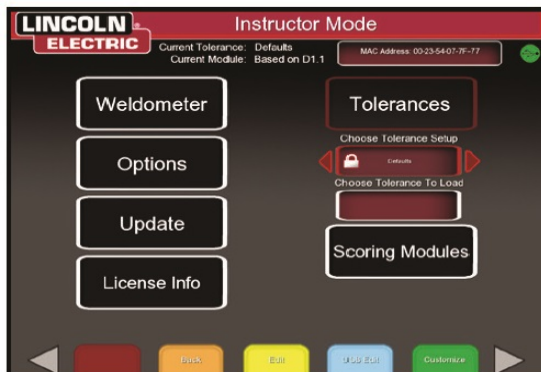 LINCOLN
ELECTRIC
Instructor Mode
Current Tolerance: Defaults
Current Module: Based on D1.1
MAC Address: 00-23-54-07-7F-77
Weldometer
Options
Update
License Info
Tolerances
Choose Tolerance Setup
Defaults
Choose Tolerance To Load
Scoring Modules
Back
Edit
USB Edit
Customize